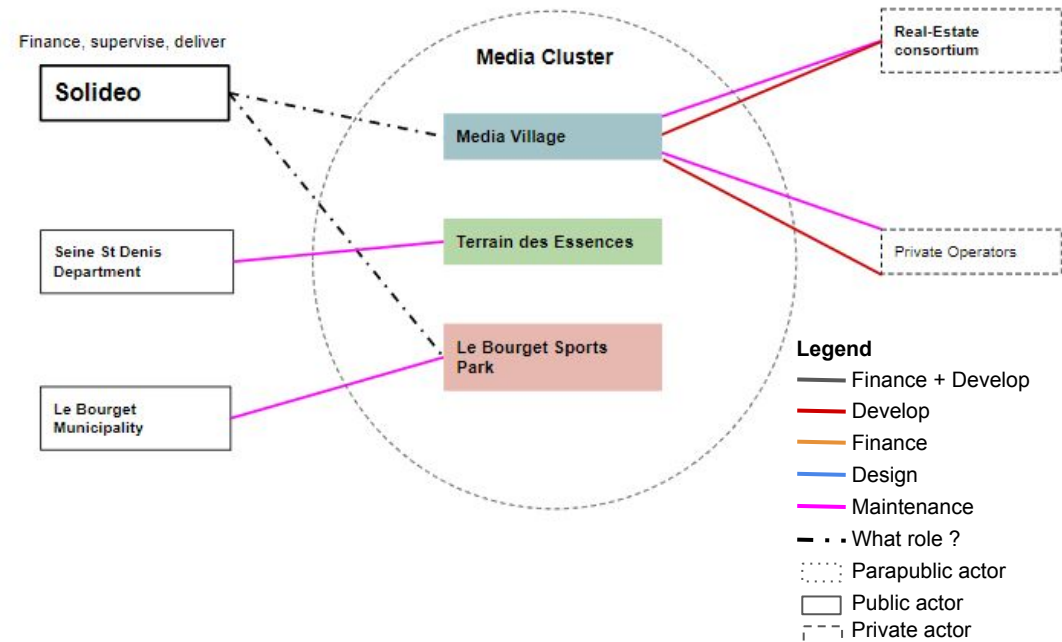 Finance, supervise, deliver
Solideo
Media Cluster
Real-Estate
consortium
Media Village
Seine St Denis
Department
Terrain des Essences
Private Operators
Le Bourget Sports
Park
Le Bourget
Municipality
Legend
Finance + Develop
Develop
Finance
Design
Maintenance
What role ?
Parapublic actor
Public actor
Private actor